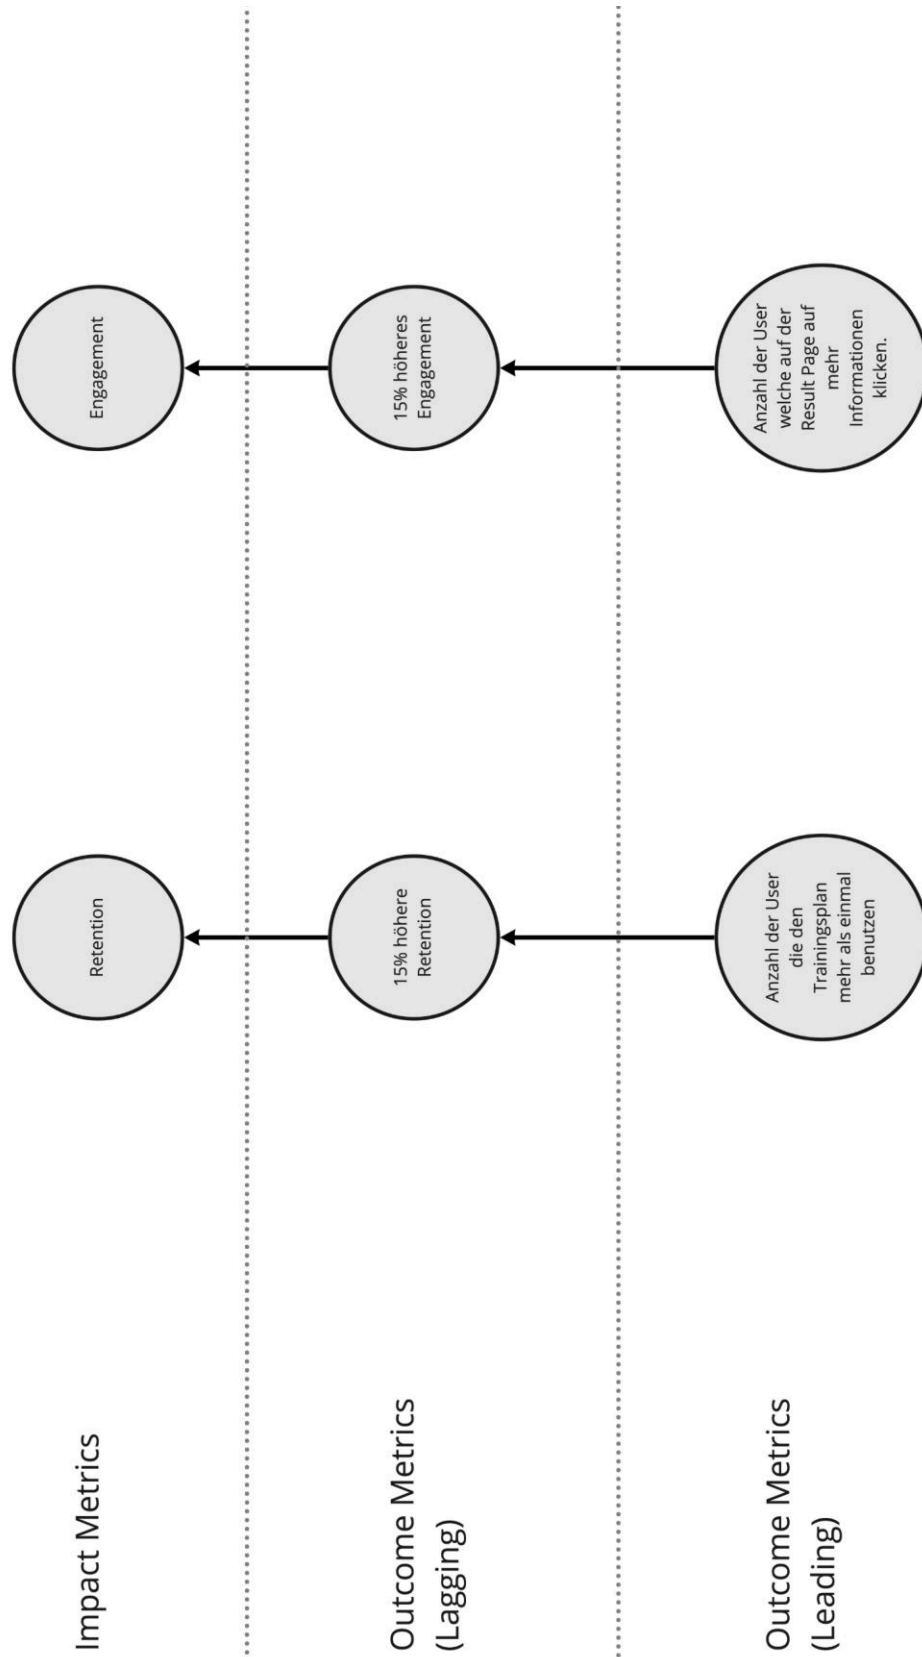 Impact Metrics
Retention
Engagement
Outcome Metrics
(Lagging)
15% höhere
Retention
15% höheres
Engagement
Outcome Metrics
(Leading)
Anzahl der User
die den
Trainingsplan
mehr als einmal
benutzen
Anzahl der User
welche auf der
Result Page auf
mehr
Informationen
klicken.